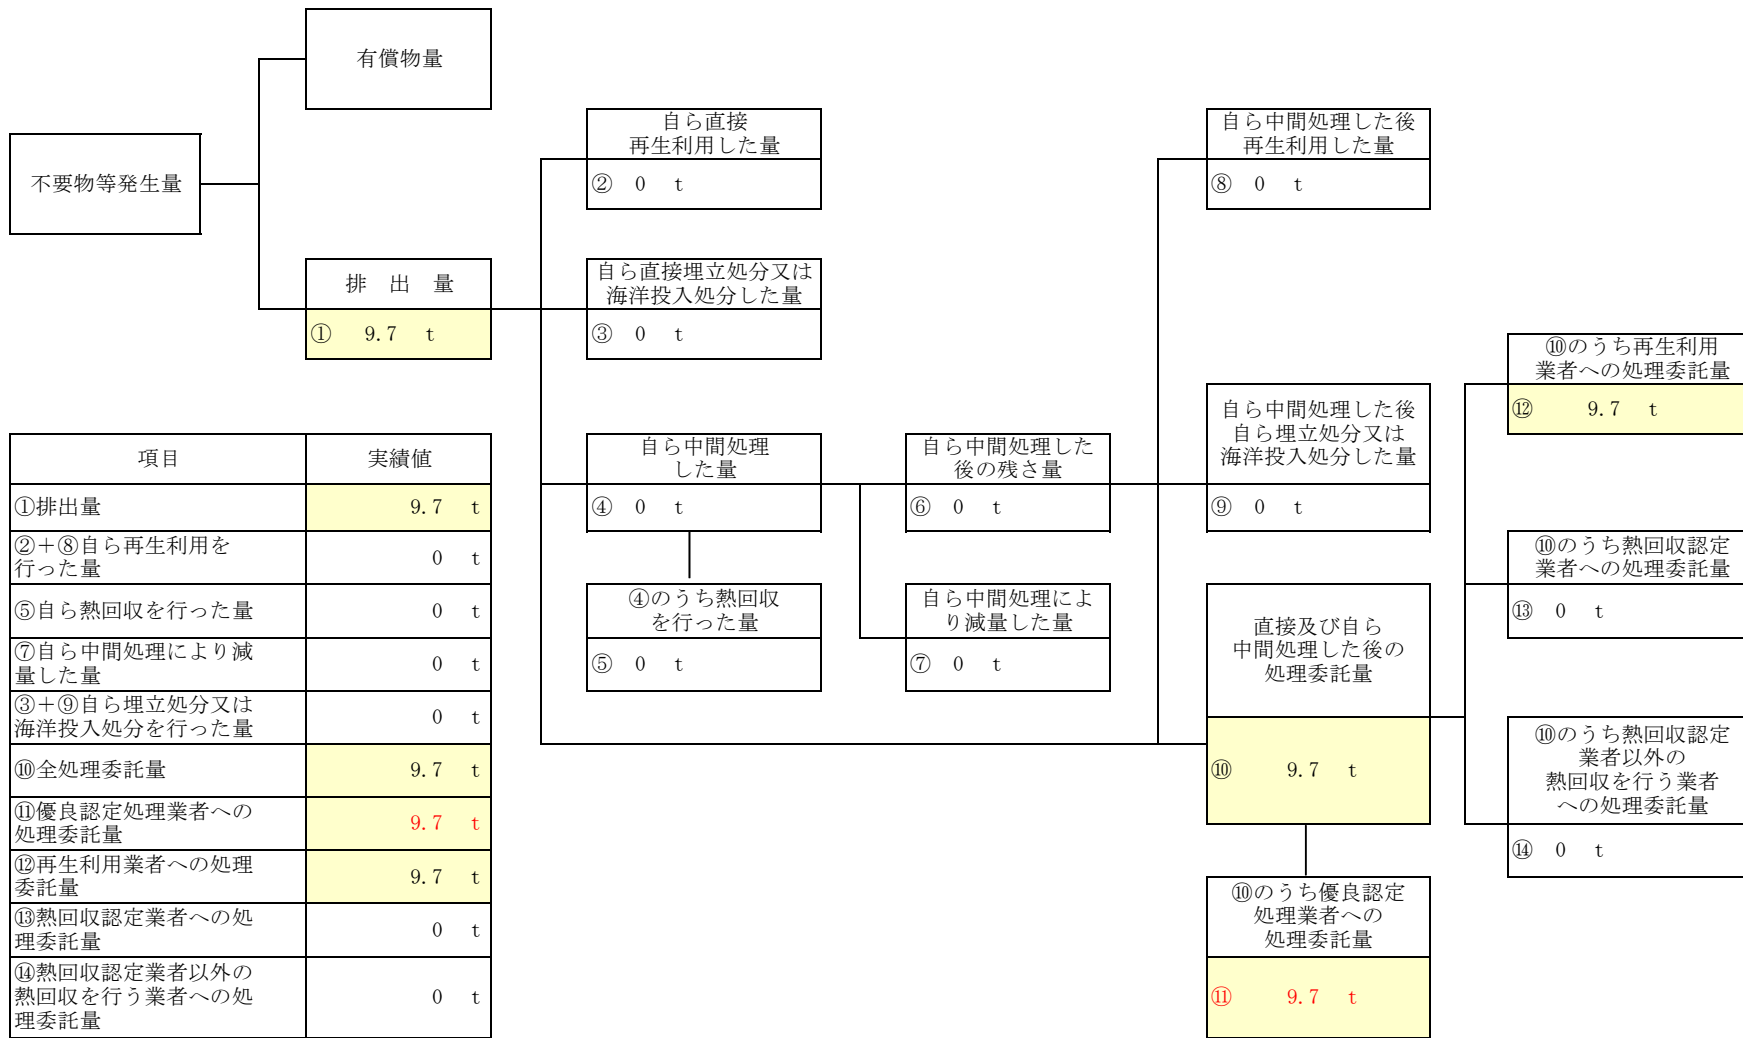 有償物量
不要物等発生量
排　出　量
① 9.7 t
自ら直接
再生利用した量
② 0 t
自ら直接埋立処分又は
海洋投入処分した量
③ 0 t
自ら中間処理
した量
④ 0 t
④のうち熱回収
を行った量
⑤ 0 t
自ら中間処理した
後の残さ量
⑥ 0 t
自ら中間処理によ
り減量した量
⑦ 0 t
自ら中間処理した後
再生利用した量
⑧ 0 t
自ら中間処理した後
自ら埋立処分又は
海洋投入処分した量
⑨ 0 t
直接及び自ら
中間処理した後の
処理委託量
⑩ 9.7 t
⑩のうち優良認定
処理業者への
処理委託量
⑪ 9.7 t
⑩のうち再生利用
業者への処理委託量
⑫ 9.7 t
⑩のうち熱回収認定
業者への処理委託量
⑬ 0 t
⑩のうち熱回収認定
業者以外の
熱回収を行う業者
への処理委託量
⑭ 0 t
項目 実績値
①排出量 9.7 t
②＋⑧自ら再生利用を
行った量 0 t
⑤自ら熱回収を行った量 0 t
⑦自ら中間処理により減
量した量 0 t
③＋⑨自ら埋立処分又は
海洋投入処分を行った量 0 t
⑩全処理委託量 9.7 t
⑪優良認定処理業者への
処理委託量 9.7 t
⑫再生利用業者への処理
委託量 9.7 t
⑬熱回収認定業者への処
理委託量 0 t
⑭熱回収認定業者以外の
熱回収を行う業者への処
理委託量 0 t